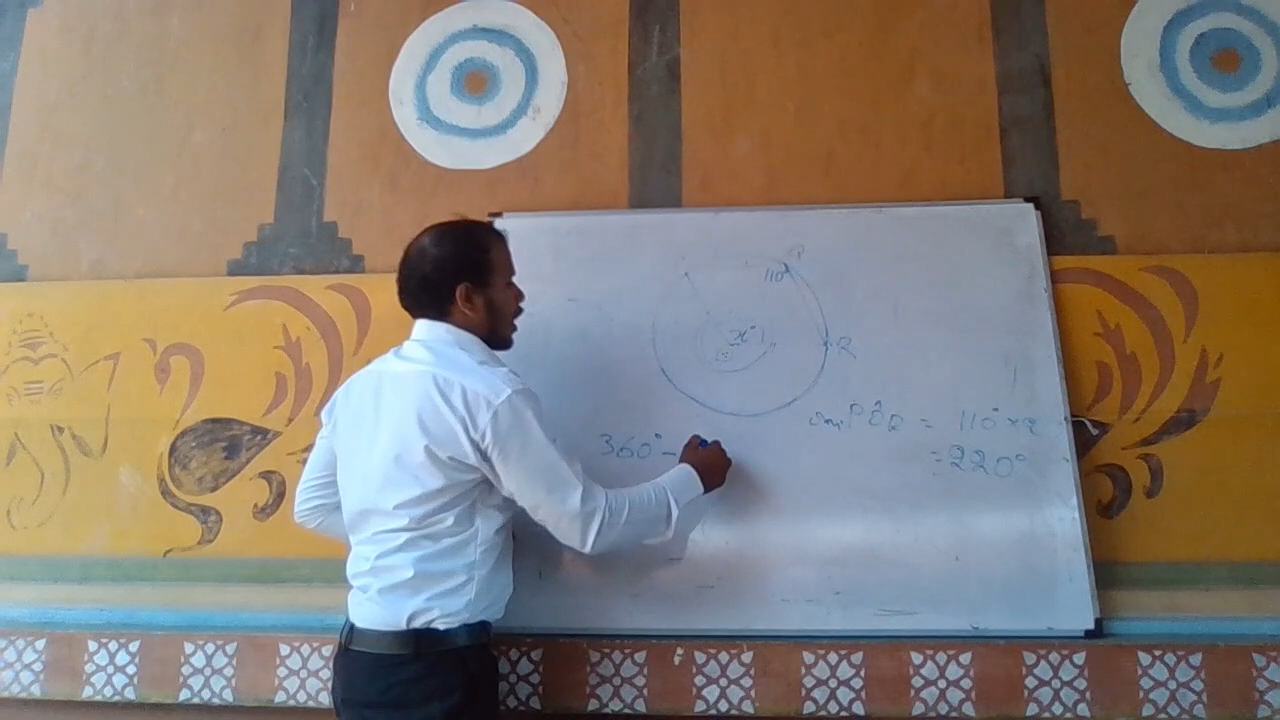 P
110°
x°
R
m PÔR = 110° × 2
= 220°
360° -